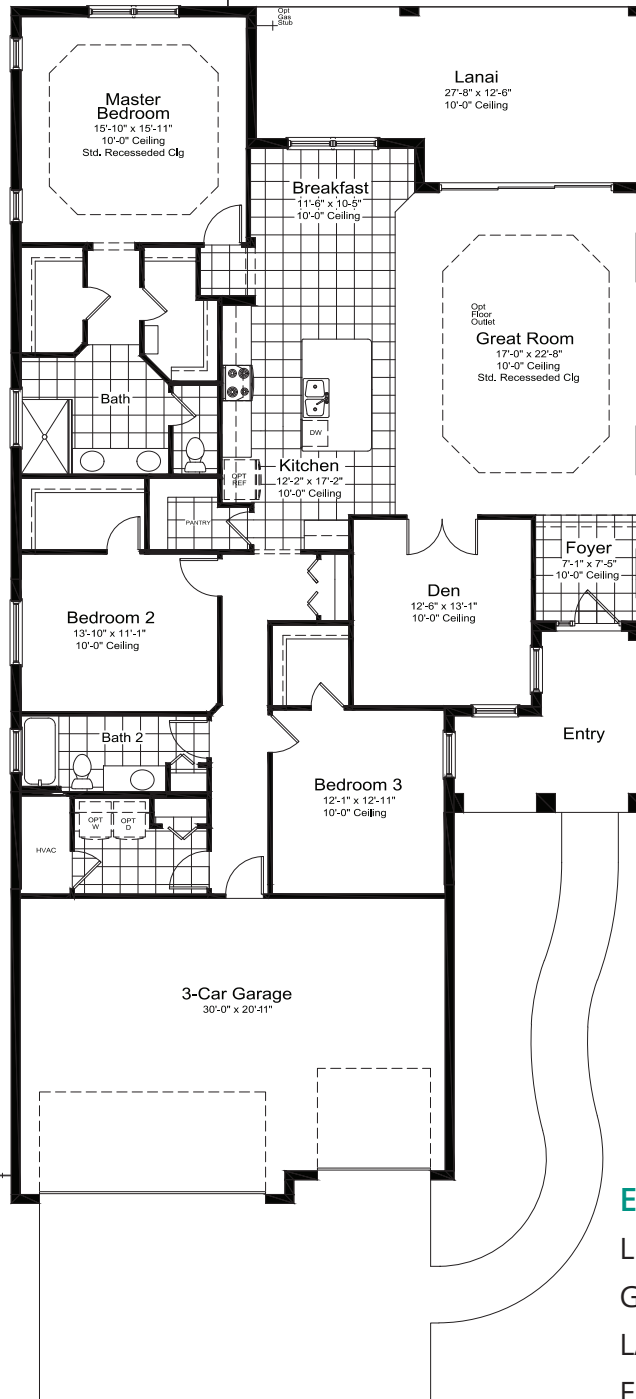 Opt
Gas
Stub
Lanai
27'-8" x 12'-6"
10'-0" Ceiling
Master
Bedroom
15'-10" x 15'-11"
10'-0" Ceiling
Std. Recesseded Clg
Breakfast
11'-6" x 10'-5"
10'-0" Ceiling
Opt
Floor
Outlet
Great Room
17'-0" x 22'-8"
10'-0" Ceiling
Std. Recesseded Clg
Bath
DW
Kitchen
12'-2" x 17'-2"
10'-0" Ceiling
OPT
REF
PANTRY
Foyer
7'-1" x 7'-5"
10'-0" Ceiling
Den
12'-6" x 13'-1"
10'-0" Ceiling
Bedroom 2
13'-10" x 11'-1"
10'-0" Ceiling
Bath 2
Entry
Bedroom 3
12'-1" x 12'-11"
10'-0" Ceiling
OPT
W
OPT
D
HVAC
3-Car Garage
30'-0" x 20'-11"
E
L
G